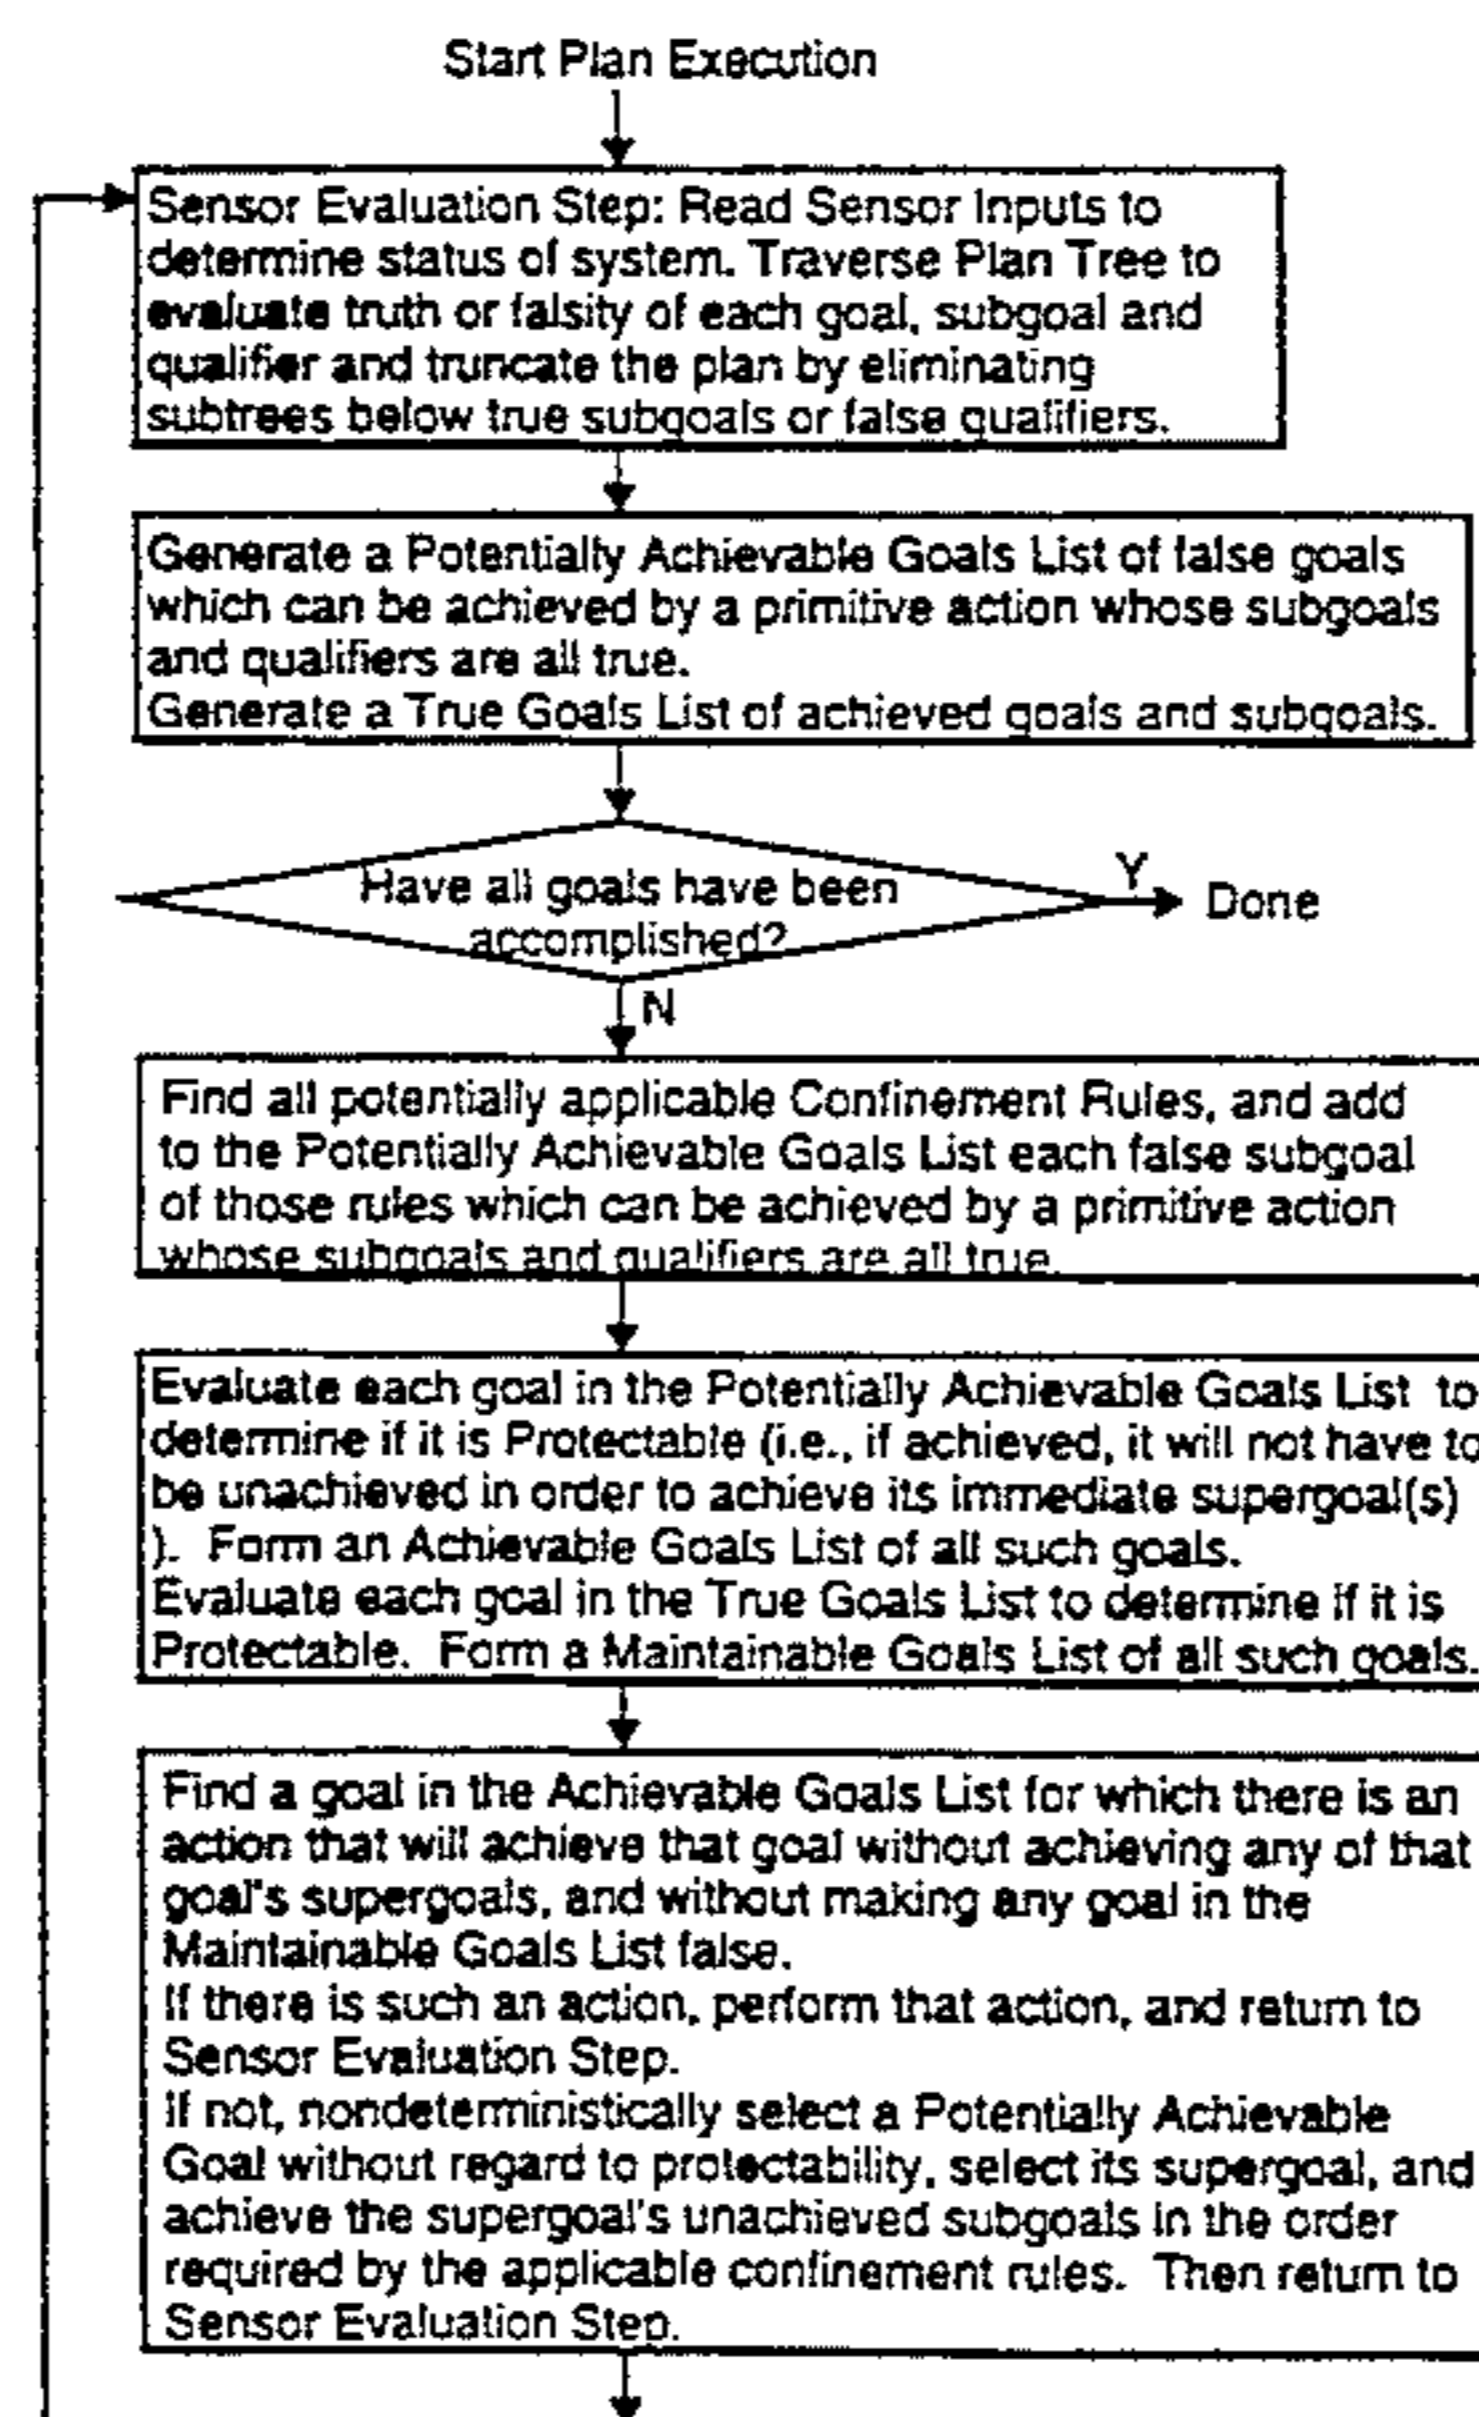 Start Plan Execution
Sensor Evaluation Step: Read Sensor Inputs to
determine status of system. Traverse Plan Tree to
evaluate truth or falsity of each goal, subgoal and
qualifier and truncate the plan by eliminating
subtrees below true subgoals or false qualifiers.
Generate a Potentially Achievable Goals List of false goals
which can be achieved by a primitive action whose subgoals
and qualifiers are all true.
Generate a True Goals List of achieved goals and subgoals.
Have all goals have been
accomplished?
Y
Done
N
Find all potentially applicable Confinement Rules, and add
to the Potentially Achievable Goals List each false subgoal
of those rules which can be achieved by a primitive action
whose subgoals and qualifiers are all true.
Evaluate each goal in the Potentially Achievable Goals List to
determine if it is Protectable (i.e., if achieved, it will not have to
be unachieved in order to achieve its immediate supergoal(s)
). Form an Achievable Goals List of all such goals.
Evaluate each goal in the True Goals List to determine if it is
Protectable. Form a Maintainable Goals List of all such goals.
Find a goal in the Achievable Goals List for which there is an
action that will achieve that goal without achieving any of that
goal's supergoals, and without making any goal in the
Maintainable Goals List false.
If there is such an action, perform that action, and return to
Sensor Evaluation Step.
If not, nondeterministically select a Potentially Achievable
Goal without regard to protectability, select its supergoal, and
achieve the supergoal's unachieved subgoals in the order
required by the applicable confinement rules. Then return to
Sensor Evaluation Step.